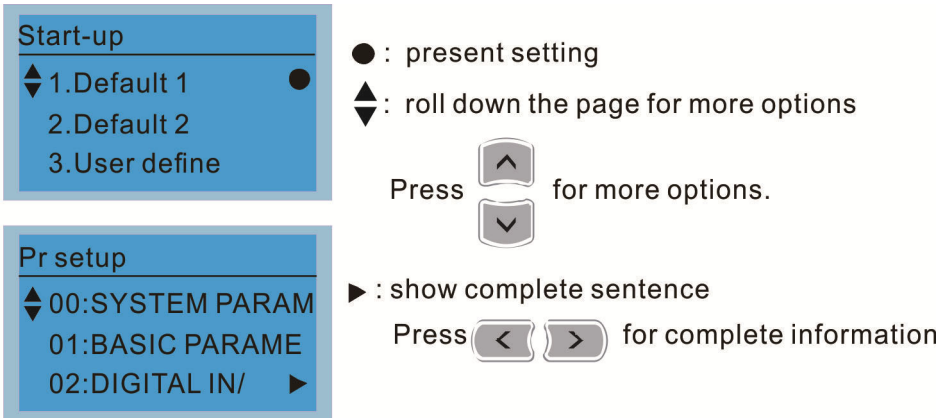 Start-up
1.Default 1
2.Default 2
3.User define
● : present setting
: roll down the page for more options
Press for more options.
Pr setup
00:SYSTEM PARAM
01:BASIC PARAME
02:DIGITAL IN/ ►
► : show complete sentence
Press < > for complete information